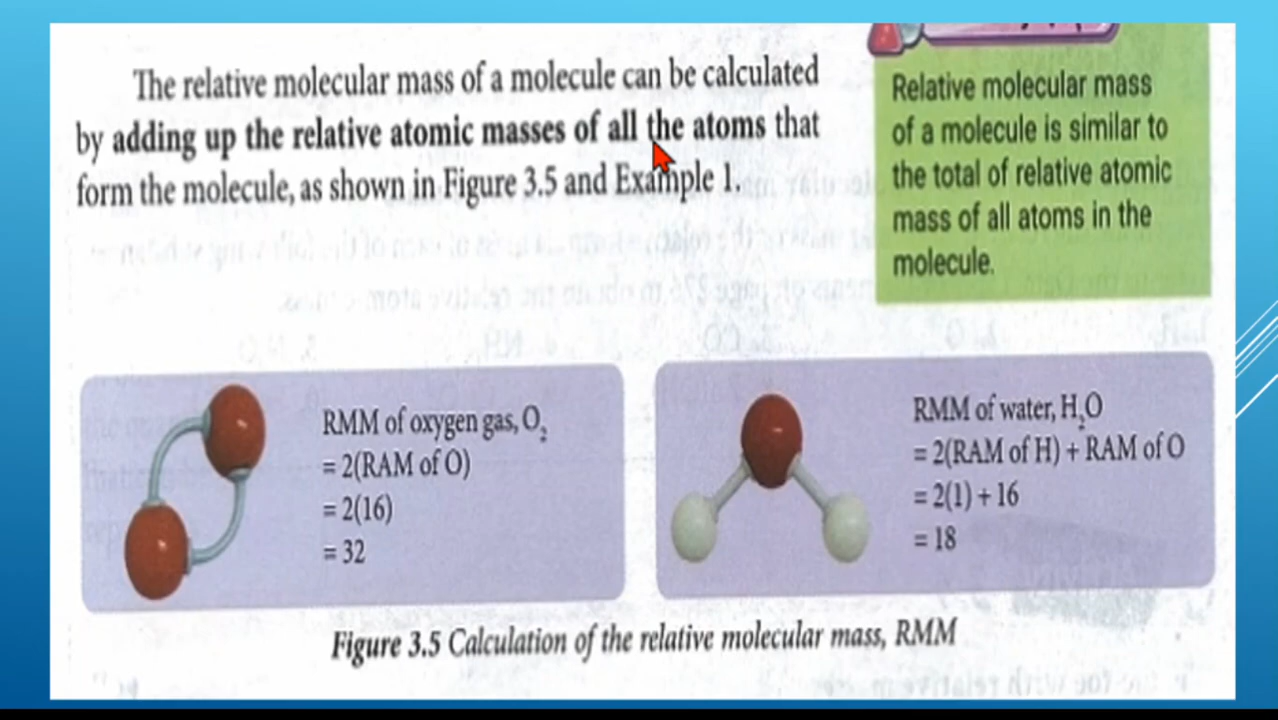 The relative molecular mass of a molecule can be calculated
by adding up the relative atomic masses of all the atoms that
form the molecule, as shown in Figure 3.5 and Example 1.
Relative molecular mass
of a molecule is similar to
the total of relative atomic
mass of all atoms in the
molecule.
RMM of oxygen gas, O₂
= 2(RAM of O)
= 2(16)
= 32
RMM of water, H₂O
= 2(RAM of H) + RAM of O
= 2(1) + 16
= 18
Figure 3.5 Calculation of the relative molecular mass, RMM